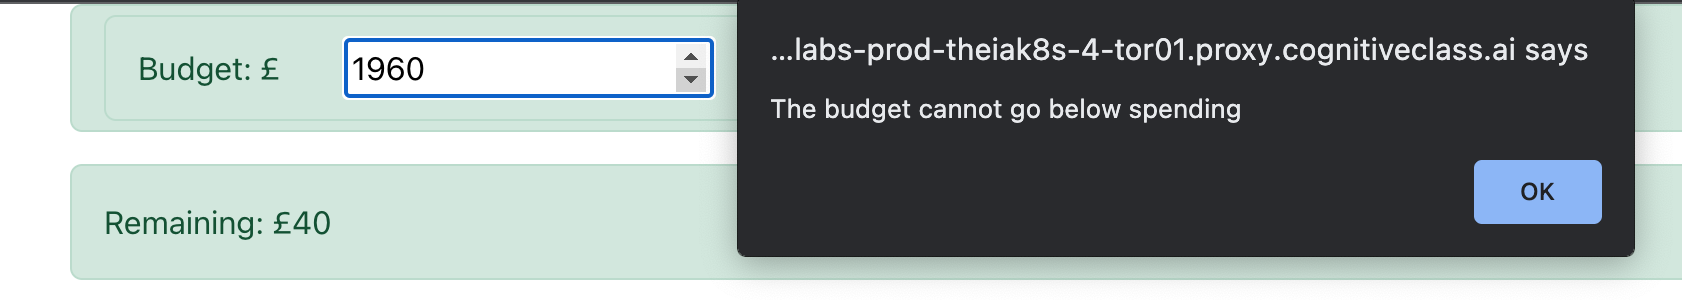 Budget: £
1960
...labs-prod-theiak8s-4-tor01.proxy.cognitiveclass.ai says
The budget cannot go below spending
OK
Remaining: £40